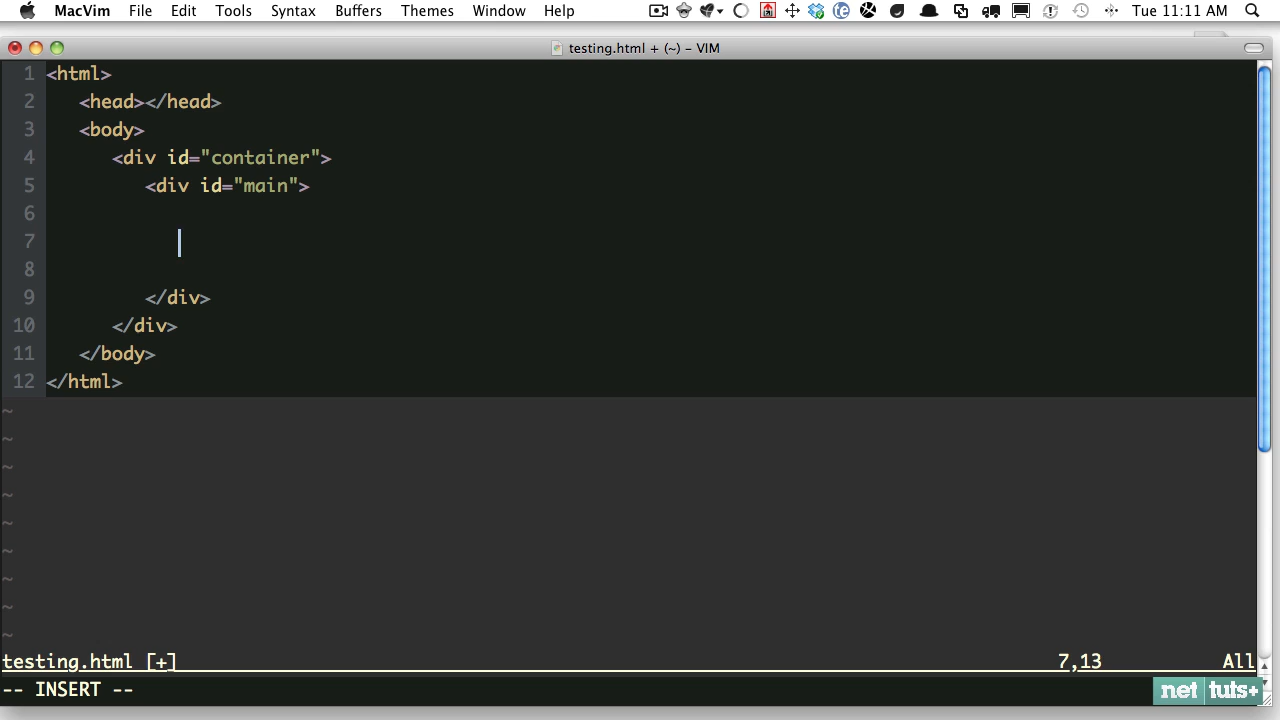 MacVim File Edit Tools Syntax Buffers Themes Window Help Tue 11:11 AM
testing.html + (~) – VIM
1 <html>
2 <head></head>
3 <body>
4 <div id="container">
5 <div id="main">
6
7
8
9 </div>
10 </div>
11 </body>
12 </html>
~
~
~
~
~
~
~
~
~
testing.html [+] 7,13 All
-- INSERT --
net tuts+